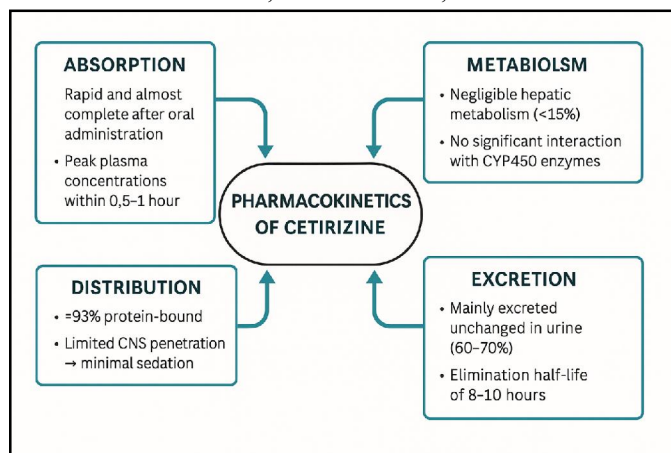 ABSORPTION
Rapid and almost
complete after oral
administration
• Peak plasma
concentrations
within 0,5–1 hour
METABIOLSM
• Negligible hepatic
metabolism (<15%)
• No significant interaction
with CYP450 enzymes
PHARMACOKINETICS
OF CETIRIZINE
DISTRIBUTION
• =93% protein-bound
• Limited CNS penetration
→ minimal sedation
EXCRETION
• Mainly excreted
unchanged in urine
(60–70%)
• Elimination half-life
of 8–10 hours